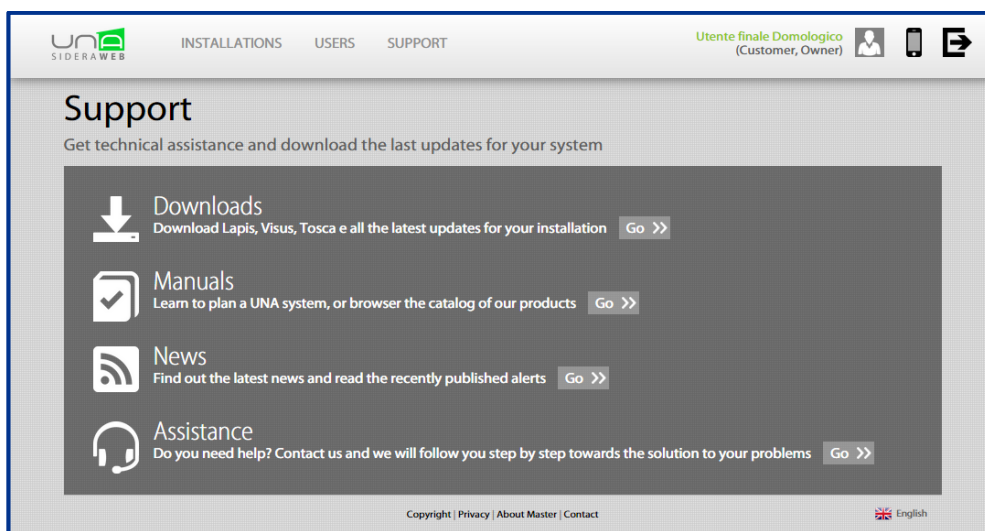 UNA
SIDERAWEB
INSTALLATIONS USERS SUPPORT
Utente finale Domologico
(Customer, Owner)
Support
Get technical assistance and download the last updates for your system
Downloads
Download Lapis, Visus, Tosca e all the latest updates for your installation Go
Manuals
Learn to plan a UNA system, or browser the catalog of our products Go
News
Find out the latest news and read the recently published alerts Go
Assistance
Do you need help? Contact us and we will follow you step by step towards the solution to your problems Go
Copyright | Privacy | About Master | Contact
English